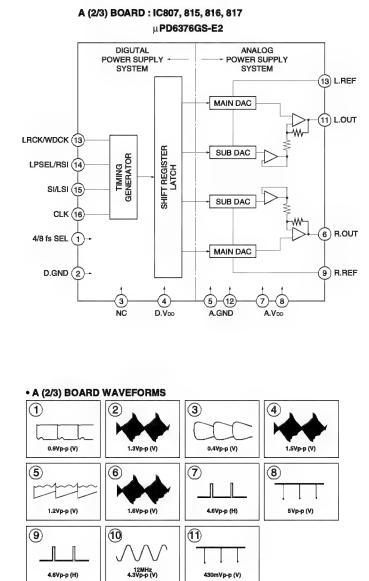 A (2/3) BOARD : IC807, 815, 816, 817
μPD6376GS-E2
DIGUTAL
POWER SUPPLY
SYSTEM
ANALOG
POWER SUPPLY
SYSTEM
13 L.REF
MAIN DAC
11 L.OUT
LRCK/WDCK 13
LPSEL/RSI 14
SI/LSI 15
CLK 16
4/8 fs SEL 1
D.GND 2
TIMING
GENERATOR
SHIFT REGISTER
LATCH
SUB DAC
SUB DAC
6 R.OUT
MAIN DAC
9 R.REF
3 4 5 12 7 8
NC D.VDD A.GND A.VDD
• A (2/3) BOARD WAVEFORMS
1 2 3 4
0.6Vp-p (V) 1.3Vp-p (V) 0.4Vp-p (V) 1.5Vp-p (V)
5 6 7 8
1.2Vp-p (V) 1.6Vp-p (V) 4.6Vp-p (H) 5Vp-p (V)
9 10 11
12MHz
4.6Vp-p (H) 4.3Vp-p (V) 430mVp-p (V)